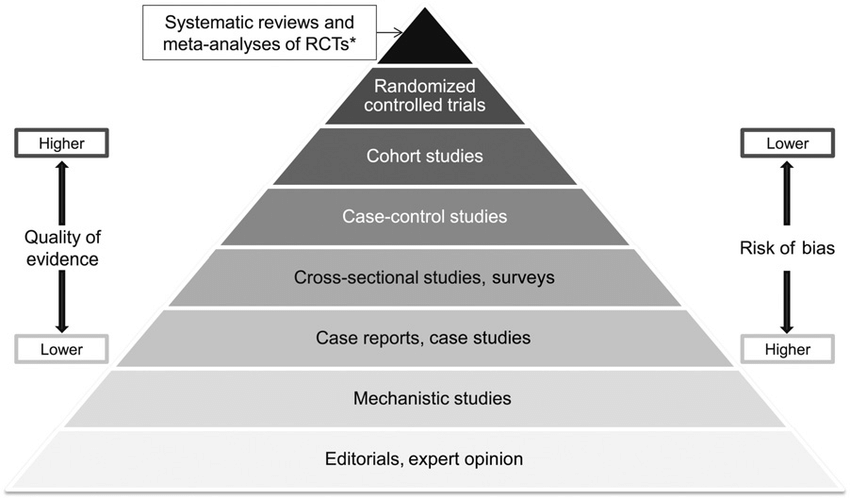 Systematic reviews and
meta-analyses of RCTs*
Randomized
controlled trials
Higher
Lower
Cohort studies
Case-control studies
Quality of
evidence
Risk of bias
Cross-sectional studies, surveys
Case reports, case studies
Lower
Higher
Mechanistic studies
Editorials, expert opinion